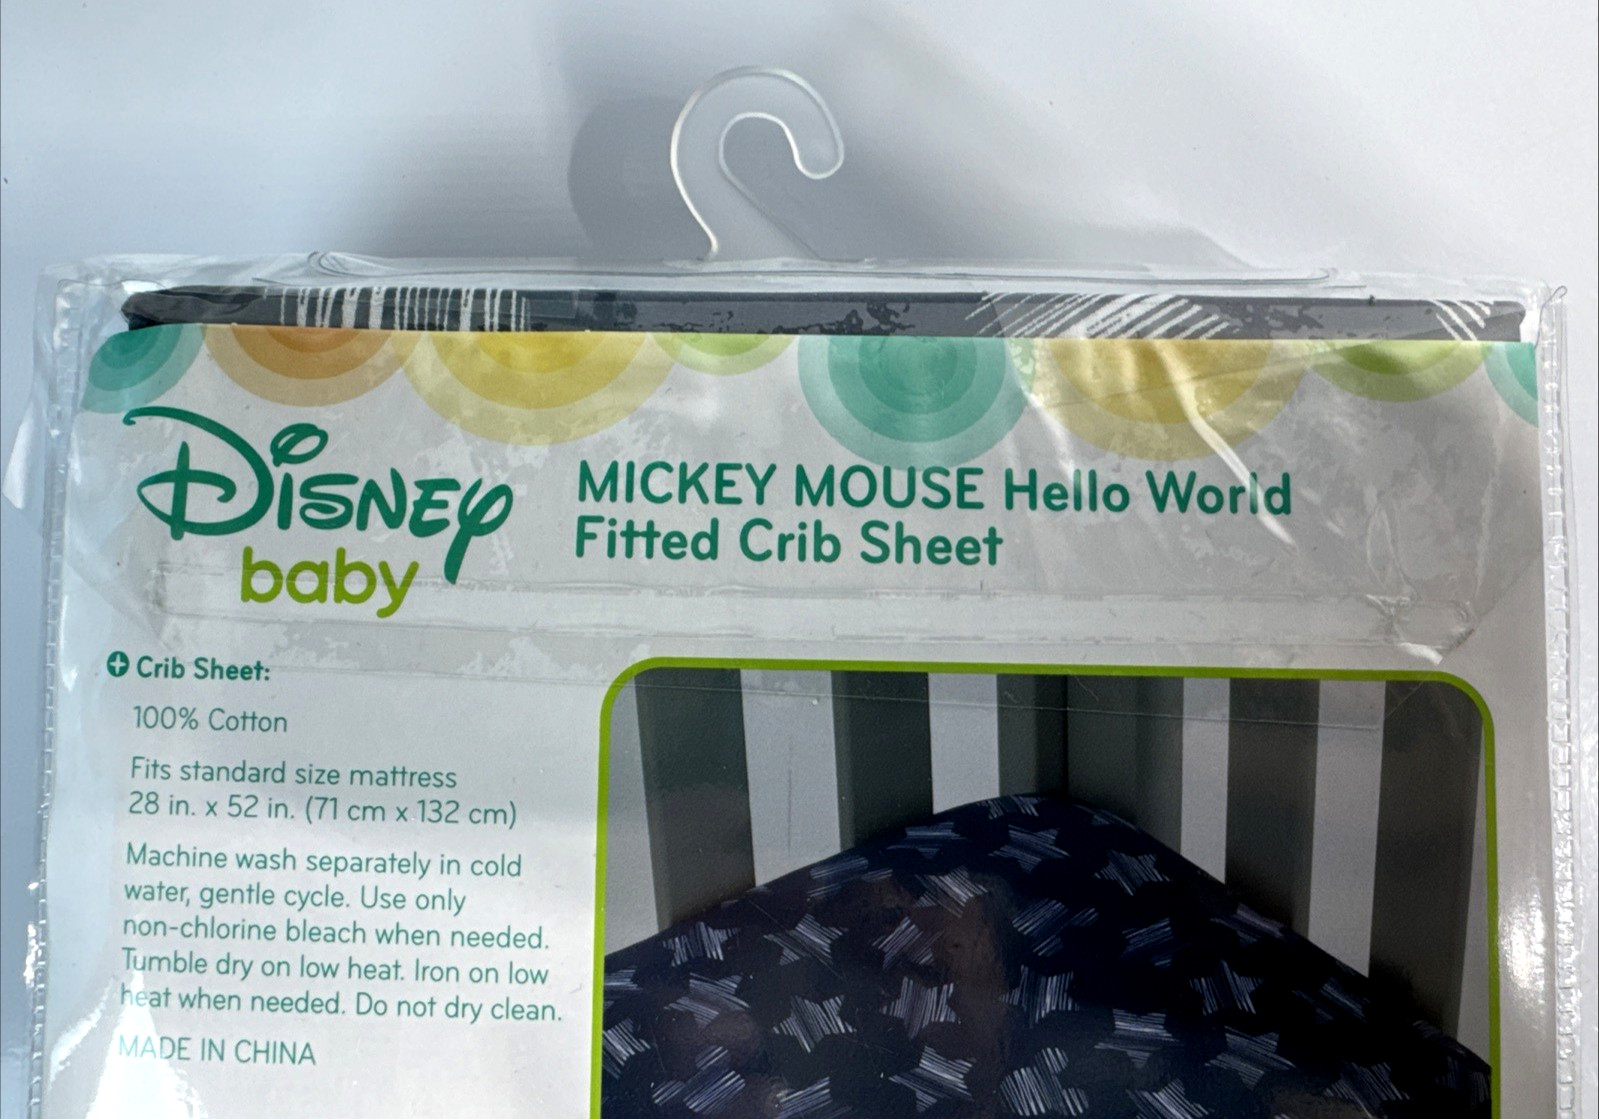 Disney
baby
MICKEY MOUSE Hello World
Fitted Crib Sheet
Crib Sheet:
100% Cotton
Fits standard size mattress
28 in. x 52 in. (71 cm x 132 cm)
Machine wash separately in cold
water, gentle cycle. Use only
non-chlorine bleach when needed.
Tumble dry on low heat. Iron on low
heat when needed. Do not dry clean.
MADE IN CHINA